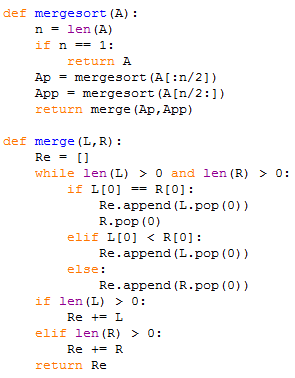 def mergesort(A):
    n = len(A)
    if n == 1:
        return A
    Ap = mergesort(A[:n/2])
    App = mergesort(A[n/2:])
    return merge(Ap,App)

def merge(L,R):
    Re = []
    while len(L) > 0 and len(R) > 0:
        if L[0] == R[0]:
            Re.append(L.pop(0))
            R.pop(0)
        elif L[0] < R[0]:
            Re.append(L.pop(0))
        else:
            Re.append(R.pop(0))
    if len(L) > 0:
        Re += L
    elif len(R) > 0:
        Re += R
    return Re